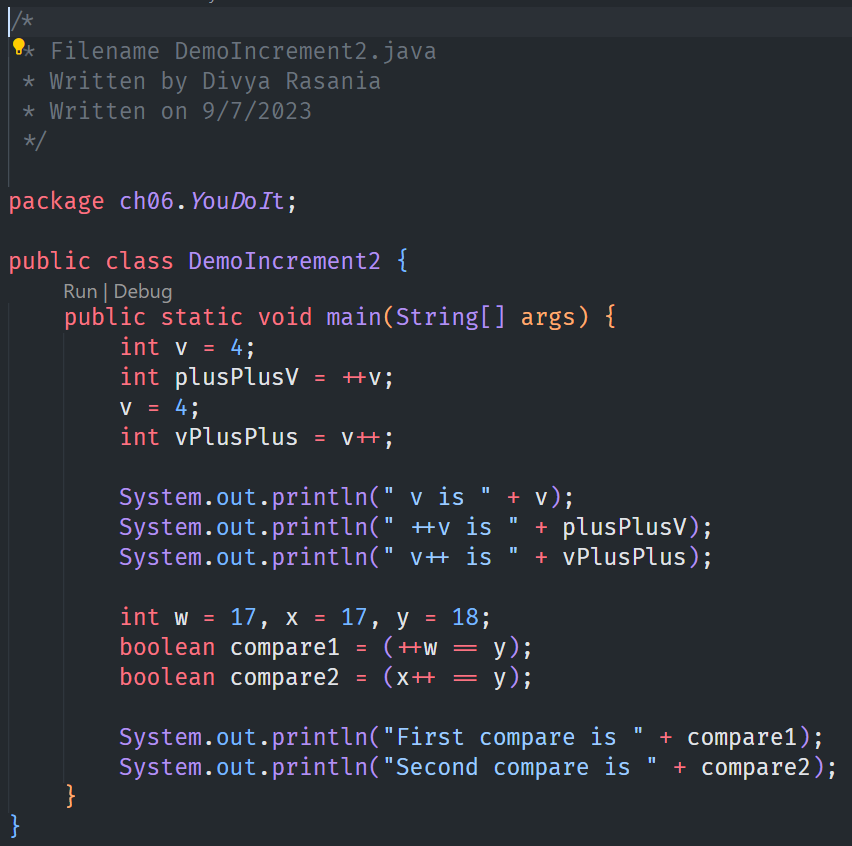 /*
* Filename DemoIncrement2.java
* Written by Divya Rasania
* Written on 9/7/2023
*/
package ch06.YouDoIt;
public class DemoIncrement2 {
Run | Debug
public static void main(String[] args) {
int v = 4;
int plusPlusV = ++v;
v = 4;
int vPlusPlus = v++;
System.out.println(" v is " + v);
System.out.println(" ++v is " + plusPlusV);
System.out.println(" v++ is " + vPlusPlus);
int w = 17, x = 17, y = 18;
boolean compare1 = (++w == y);
boolean compare2 = (x++ == y);
System.out.println("First compare is " + compare1);
System.out.println("Second compare is " + compare2);
}
}